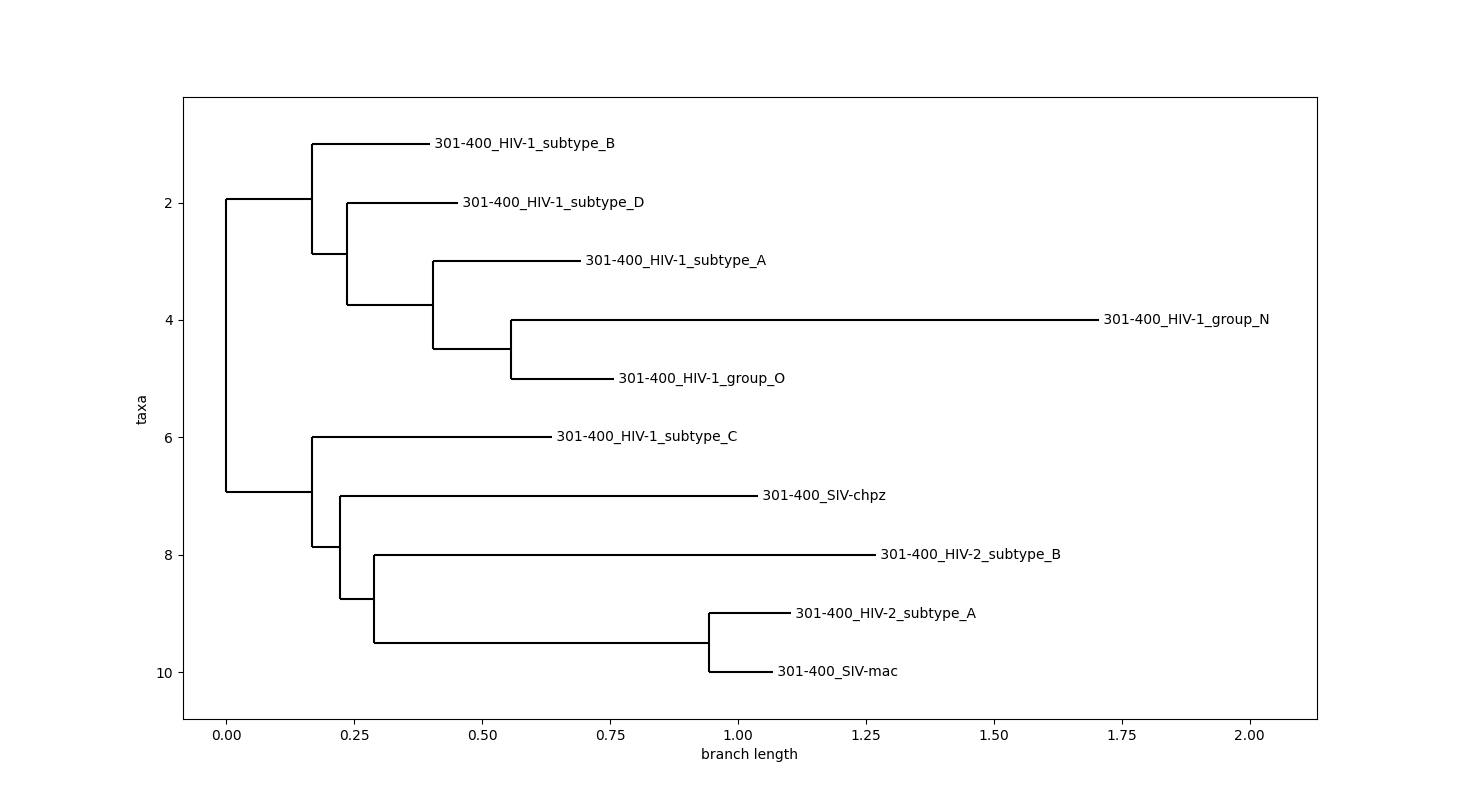 301-400_HIV-1_subtype_B
2
301-400_HIV-1_subtype_D
301-400_HIV-1_subtype_A
4
301-400_HIV-1_group_N
301-400_HIV-1_group_O
taxa
6
301-400_HIV-1_subtype_C
301-400_SIV-chpz
8
301-400_HIV-2_subtype_B
301-400_HIV-2_subtype_A
10
301-400_SIV-mac
0.00 0.25 0.50 0.75 1.00 1.25 1.50 1.75 2.00
branch length